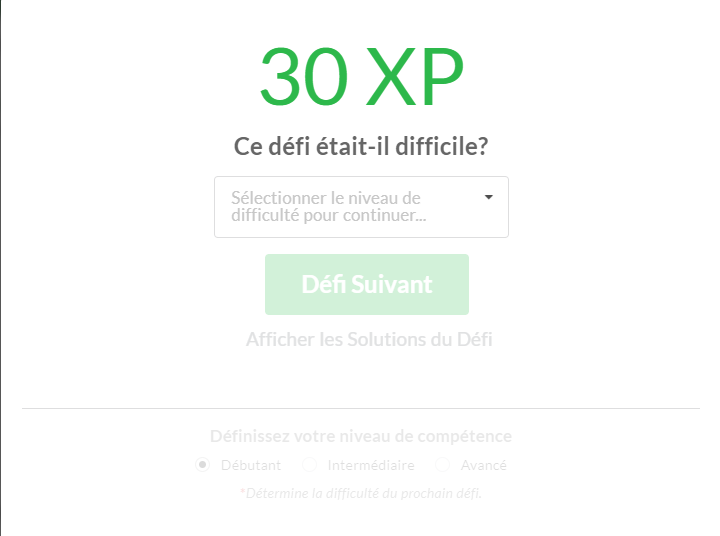 30 XP
Ce défi était-il difficile?
Sélectionner le niveau de
difficulté pour continuer...
Défi Suivant
Afficher les Solutions du Défi
Définissez votre niveau de compétence
Débutant Intermédiaire Avancé
*Détermine la difficulté du prochain défi.